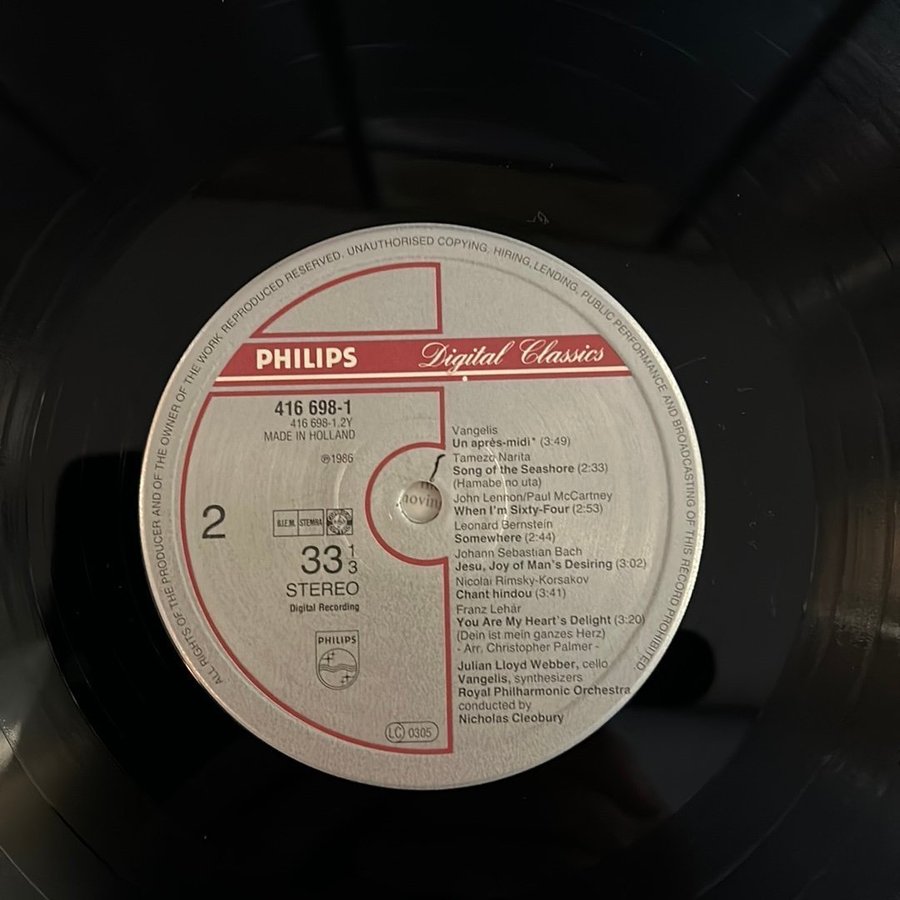 ALL RIGHTS OF THE PRODUCER AND OF THE OWNER OF THE WORK REPRODUCED RESERVED. UNAUTHORISED COPYING, HIRING, LENDING, PUBLIC PERFORMANCE AND BROADCASTING OF THIS RECORD PROHIBITED.
PHILIPS Digital Classics
416 698-1
416 698-1.2Y
MADE IN HOLLAND
℗1986
2
B.I.E.M. STEMRA
33 1/3
STEREO
Digital Recording
PHILIPS
LC 0305
Vangelis
Un après-midi* (3:49)
Tamezo Narita
Song of the Seashore (2:33)
(Hamabe no uta)
John Lennon/Paul McCartney
When I'm Sixty-Four (2:53)
Leonard Bernstein
Somewhere (2:44)
Johann Sebastian Bach
Jesu, Joy of Man's Desiring (3:02)
Nicolai Rimsky-Korsakov
Chant hindou (3:41)
Franz Lehár
You Are My Heart's Delight (3:20)
(Dein ist mein ganzes Herz)
- Arr. Christopher Palmer -
Julian Lloyd Webber, cello
Vangelis, synthesizers
Royal Philharmonic Orchestra
conducted by
Nicholas Cleobury